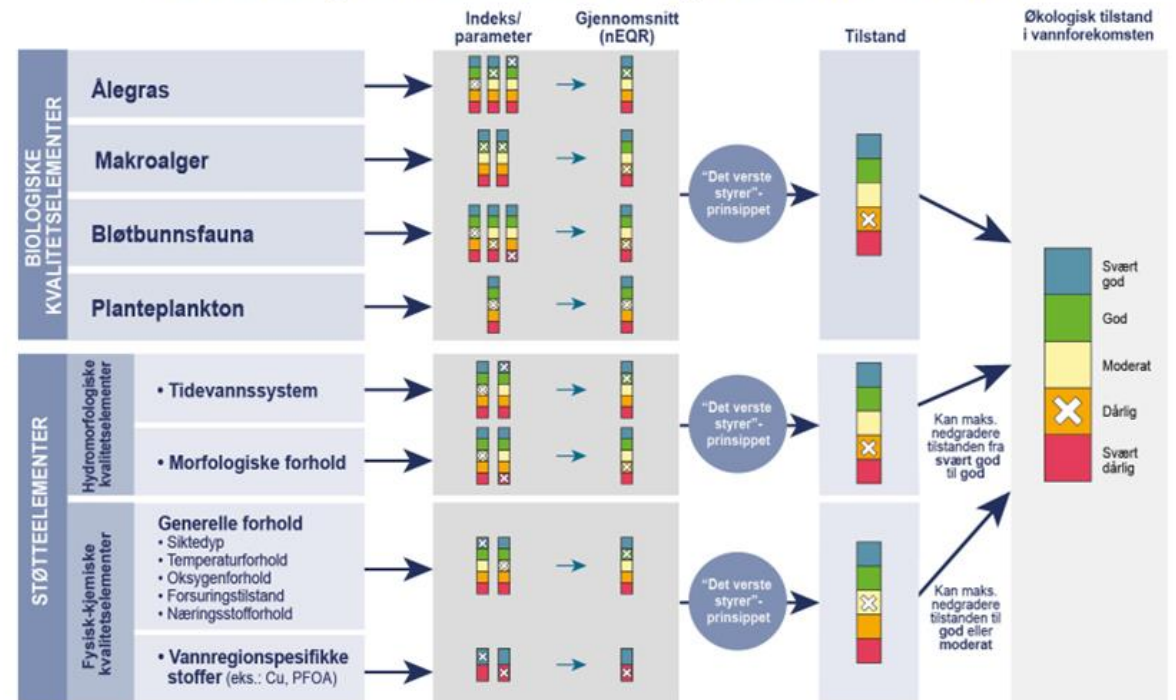 Indeks/
parameter
Gjennomsnitt
(nEQR)
Tilstand
Økologisk tilstand
i vannforekomsten
BIOLOGISKE
KVALITETSELEMENTER
Ålegras
Makroalger
Bløtbunnsfauna
Planteplankton
"Det verste
styrer"-
prinsippet
STØTTEELEMENTER
Hydromorfologiske
kvalitetselementer
• Tidevannssystem
• Morfologiske forhold
"Det verste
styrer"-
prinsippet
Kan maks.
nedgradere
tilstanden fra
svært god
til god
Fysisk-kjemiske
kvalitetselementer
Generelle forhold
• Siktedyp
• Temperaturforhold
• Oksygenforhold
• Forsuringstilstand
• Næringsstofforhold
• Vannregionspesifikke
stoffer (eks.: Cu, PFOA)
"Det verste
styrer"-
prinsippet
Kan maks.
nedgradere
tilstanden til
god eller
moderat
Svært
god
God
Moderat
Dårlig
Svært
dårlig